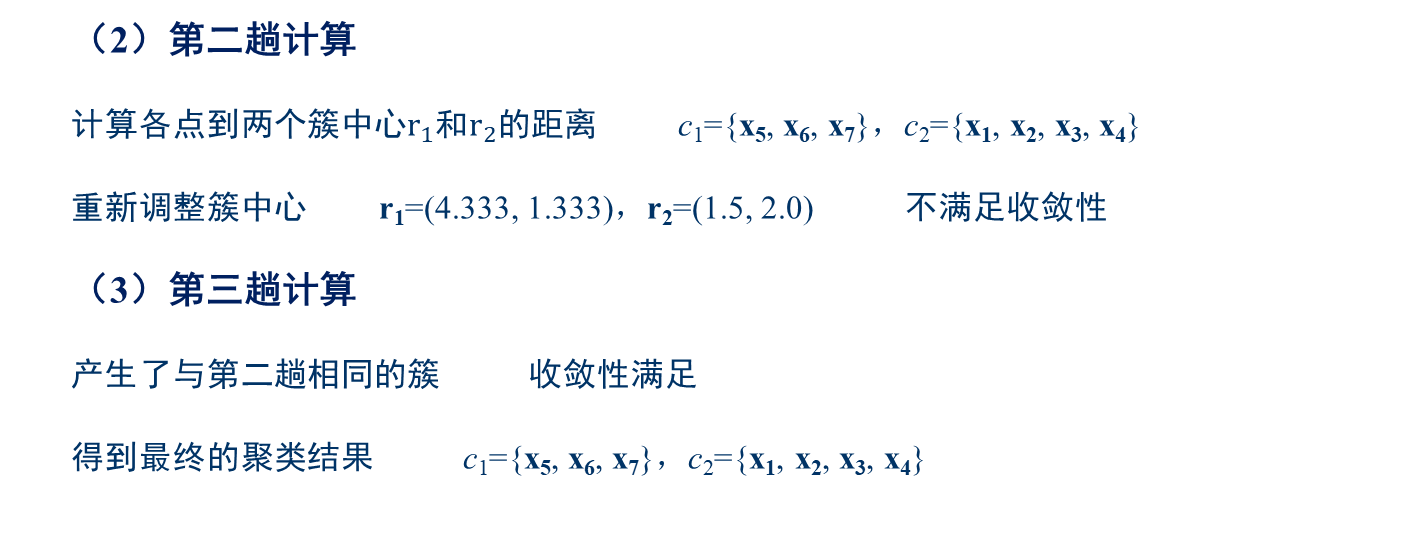 （2）第二趟计算
计算各点到两个簇中心r₁和r₂的距离 c₁={x₅, x₆, x₇}，c₂={x₁, x₂, x₃, x₄}
重新调整簇中心 r₁=(4.333, 1.333)，r₂=(1.5, 2.0) 不满足收敛性
（3）第三趟计算
产生了与第二趟相同的簇 收敛性满足
得到最终的聚类结果 c₁={x₅, x₆, x₇}，c₂={x₁, x₂, x₃, x₄}